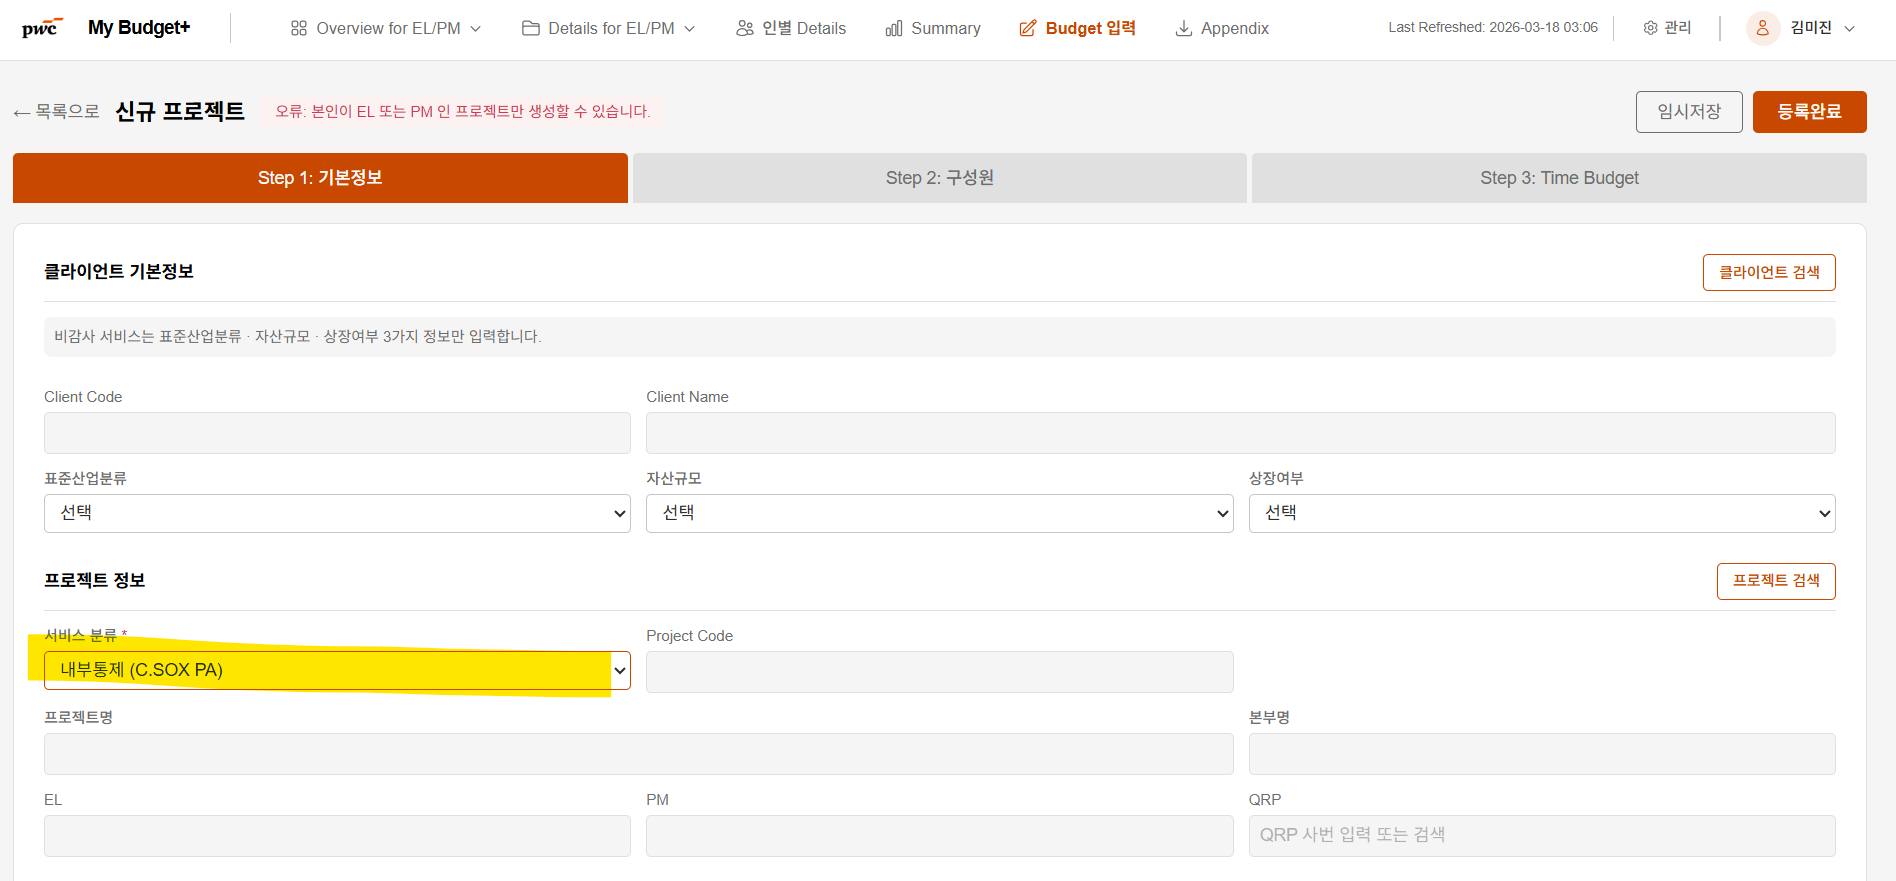 pwc My Budget+ Overview for EL/PM Details for EL/PM 인별 Details Summary Budget 입력 Appendix Last Refreshed: 2026-03-18 03:06 관리 김미진
←목록으로 신규 프로젝트 오류: 본인이 EL 또는 PM 인 프로젝트만 생성할 수 있습니다. 임시저장 등록완료
Step 1: 기본정보 Step 2: 구성원 Step 3: Time Budget
클라이언트 기본정보 클라이언트 검색
비감사 서비스는 표준산업분류 · 자산규모 · 상장여부 3가지 정보만 입력합니다.
Client Code Client Name
표준산업분류 자산규모 상장여부
선택 선택 선택
프로젝트 정보 프로젝트 검색
서비스 분류 * Project Code
내부통제 (C.SOX PA)
프로젝트명 본부명
EL PM QRP
QRP 사번 입력 또는 검색